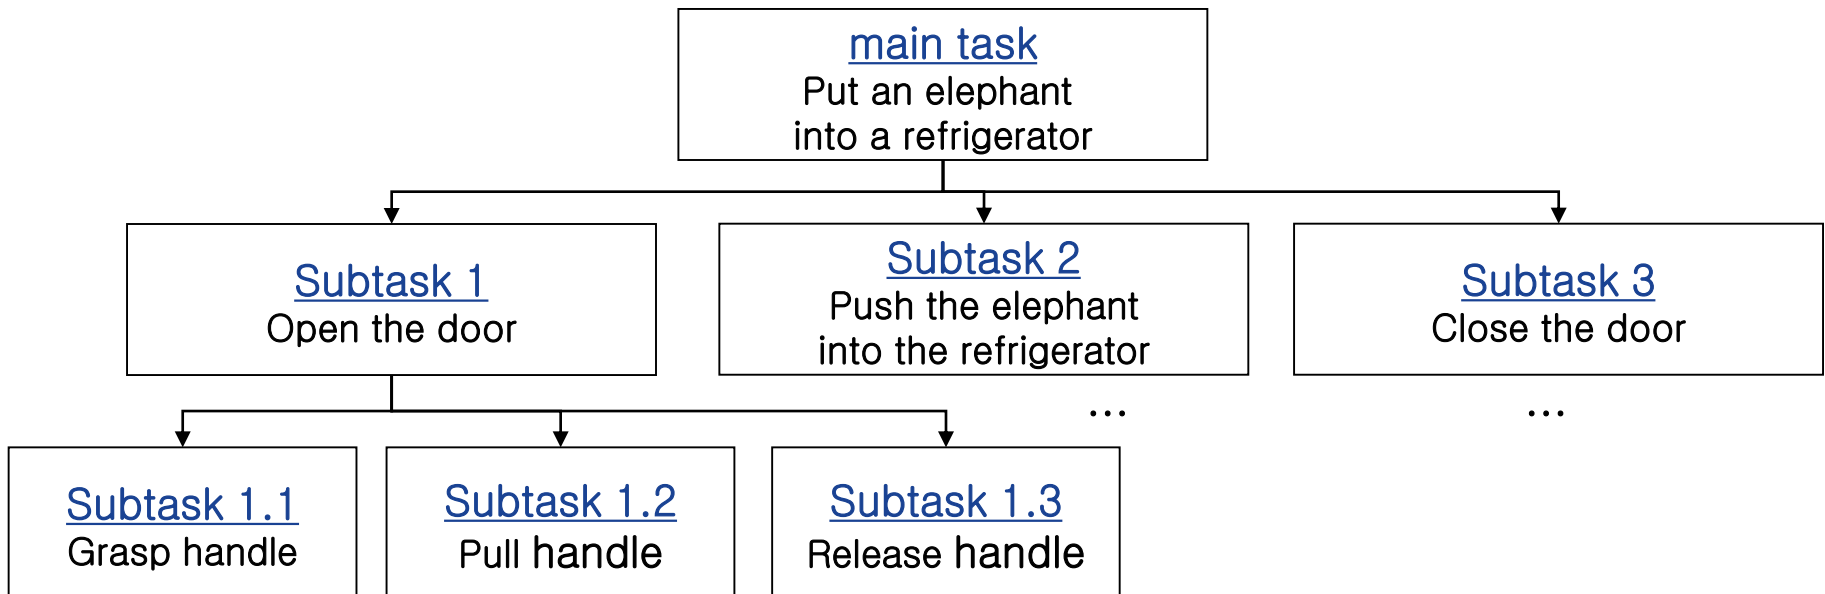 main task
Put an elephant
into a refrigerator
Subtask 1
Open the door
Subtask 2
Push the elephant
into the refrigerator
Subtask 3
Close the door
...
...
Subtask 1.1
Grasp handle
Subtask 1.2
Pull handle
Subtask 1.3
Release handle